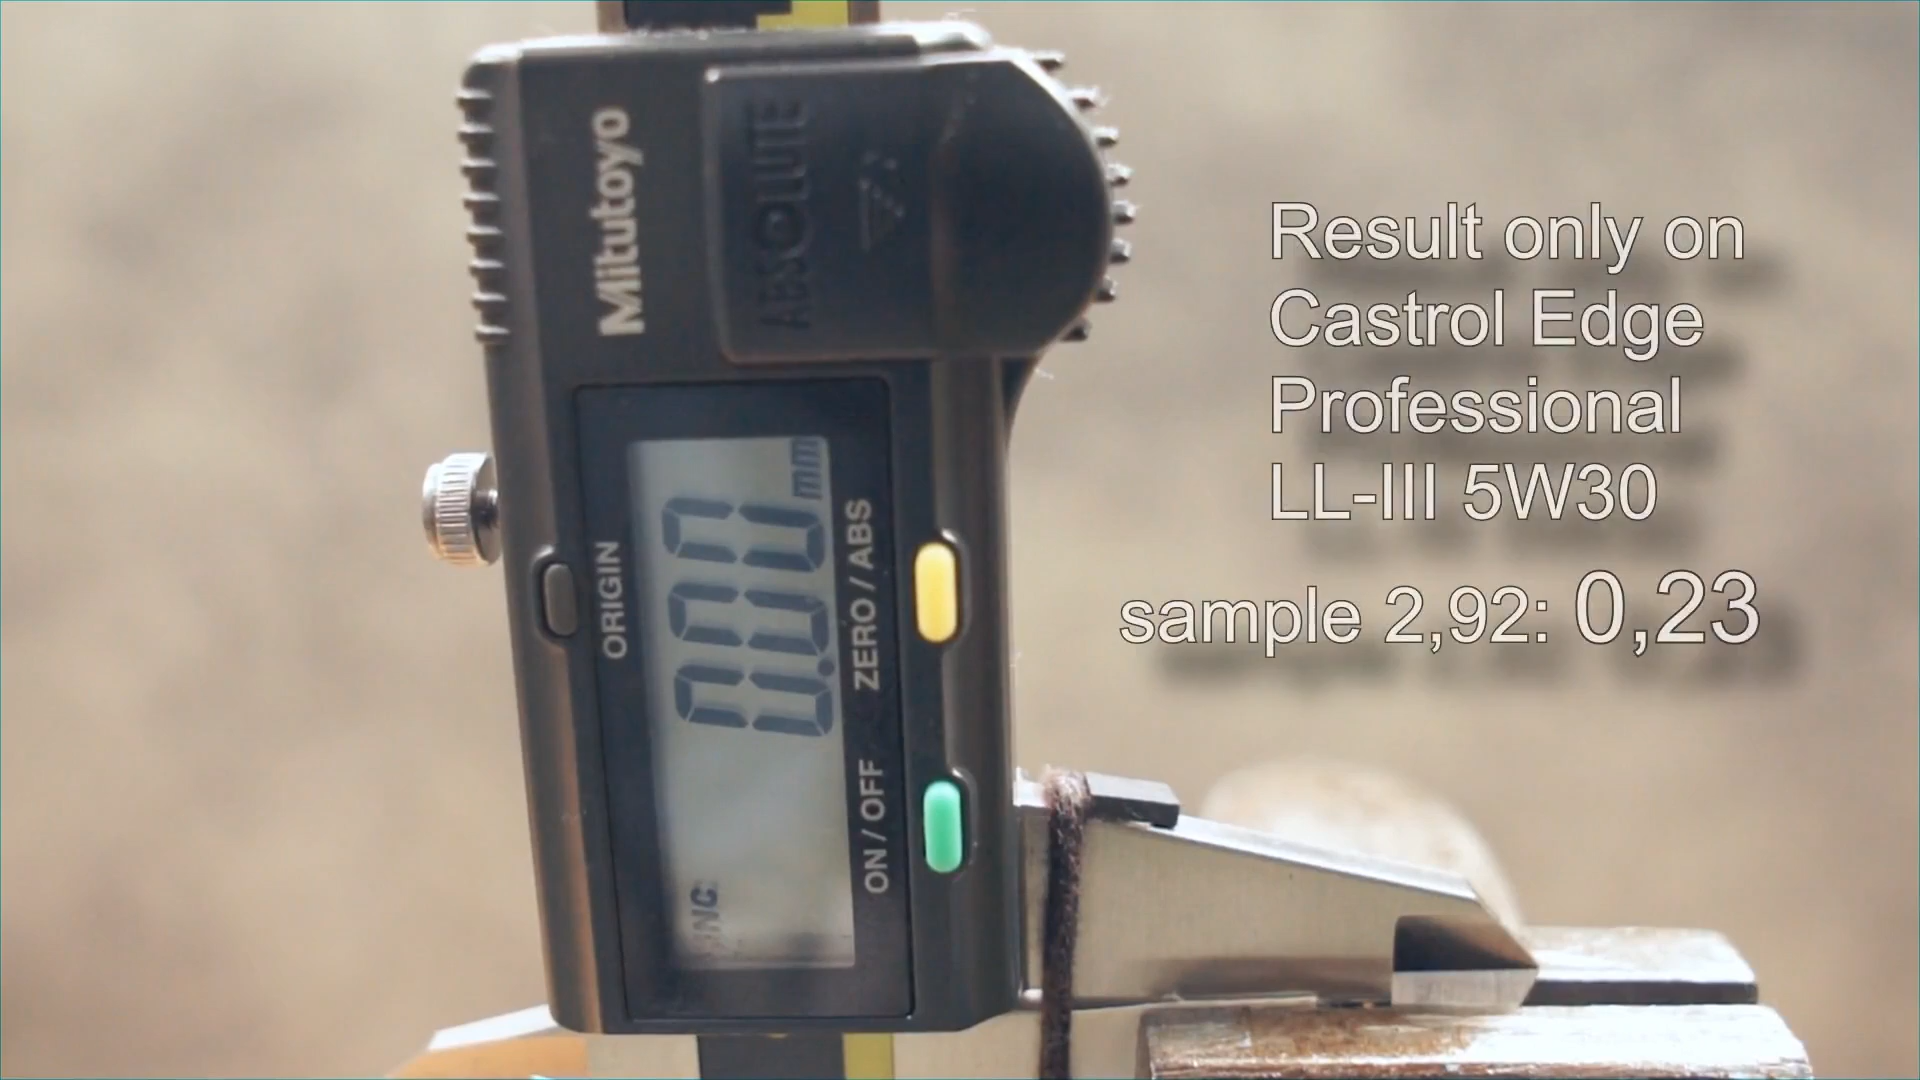 Mitutoyo
ABSOLUTE
Result only on
Castrol Edge
Professional
LL-III 5W30
sample 2,92: 0,23
ORIGIN
0.00 mm
INC
ZERO / ABS
ON / OFF